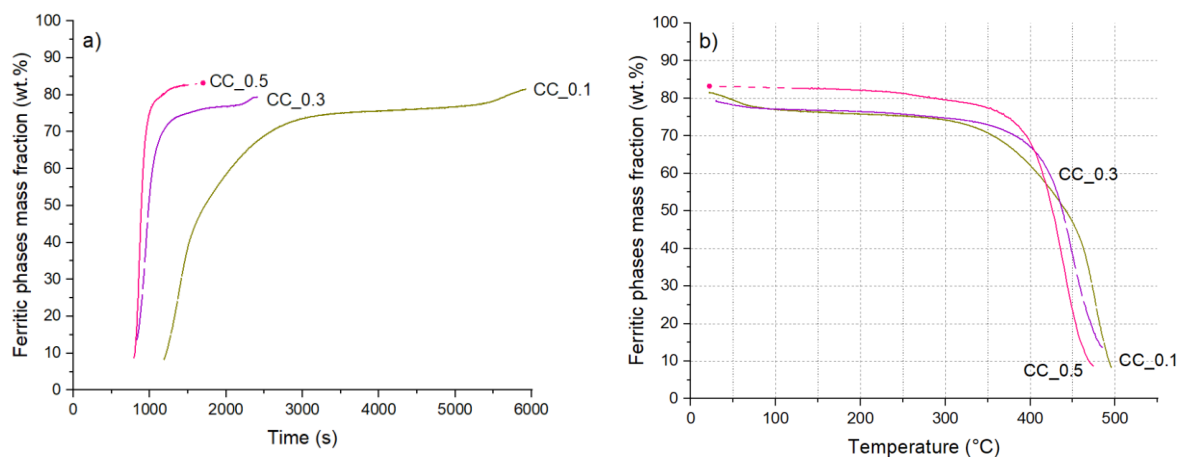 a)
Ferritic phases mass fraction (wt.%)
100
90
80
70
60
50
40
30
20
10
0
CC_0.5
CC_0.3
CC_0.1
0 1000 2000 3000 4000 5000 6000
Time (s)
b)
Ferritic phases mass fraction (wt.%)
100
90
80
70
60
50
40
30
20
10
0
CC_0.3
CC_0.5
CC_0.1
0 100 200 300 400 500
Temperature (°C)